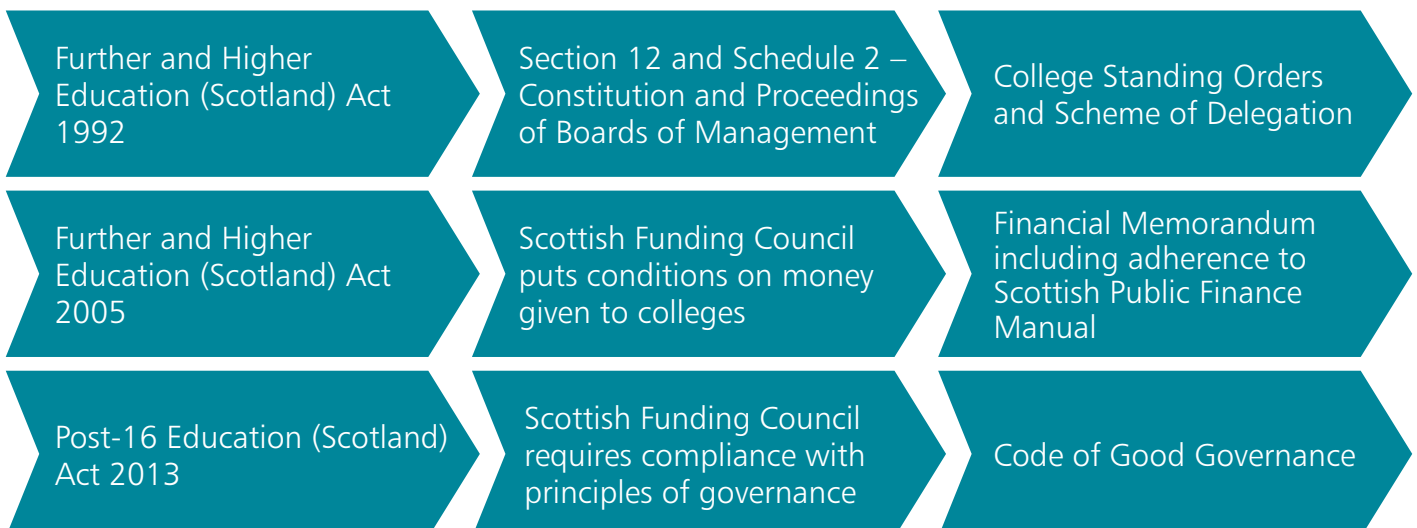 Further and Higher
Education (Scotland) Act
1992
Section 12 and Schedule 2 –
Constitution and Proceedings
of Boards of Management
College Standing Orders
and Scheme of Delegation
Further and Higher
Education (Scotland) Act
2005
Scottish Funding Council
puts conditions on money
given to colleges
Financial Memorandum
including adherence to
Scottish Public Finance
Manual
Post-16 Education (Scotland)
Act 2013
Scottish Funding Council
requires compliance with
principles of governance
Code of Good Governance